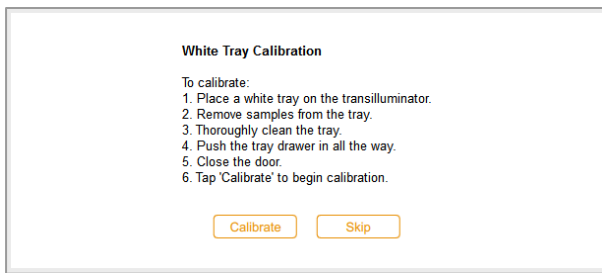 White Tray Calibration
To calibrate:
1. Place a white tray on the transilluminator.
2. Remove samples from the tray.
3. Thoroughly clean the tray.
4. Push the tray drawer in all the way.
5. Close the door.
6. Tap 'Calibrate' to begin calibration.
Calibrate Skip